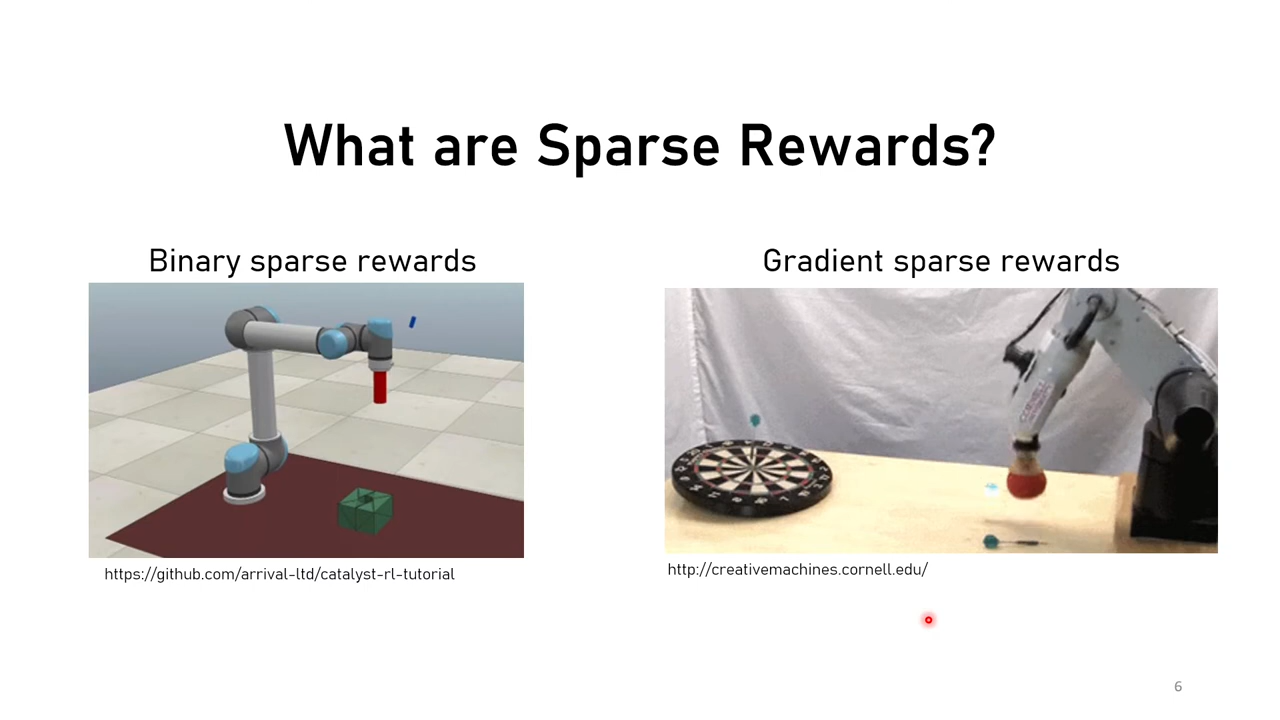 What are Sparse Rewards?
Binary sparse rewards
Gradient sparse rewards
https://github.com/arrival-ltd/catalyst-rl-tutorial
http://creativemachines.cornell.edu/
6